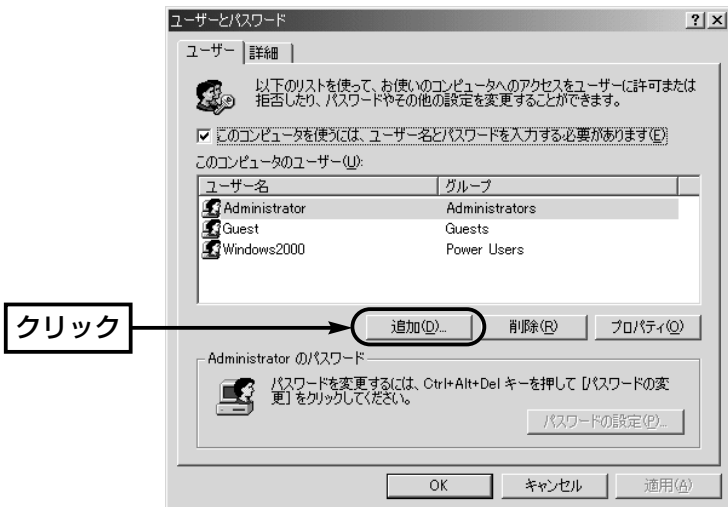 ユーザーとパスワード
ユーザー 詳細
以下のリストを使って、お使いのコンピュータへのアクセスをユーザーに許可または
拒否したり、パスワードやその他の設定を変更することができます。
このコンピュータを使うには、ユーザー名とパスワードを入力する必要があります(E)
このコンピュータのユーザー(U):
ユーザー名 グループ
Administrator Administrators
Guest Guests
Windows2000 Power Users
クリック
追加(D)... 削除(R) プロパティ(O)
Administrator のパスワード
パスワードを変更するには、Ctrl+Alt+Del キーを押して [パスワードの変
更] をクリックしてください。
パスワードの設定(P)...
OK キャンセル 適用(A)